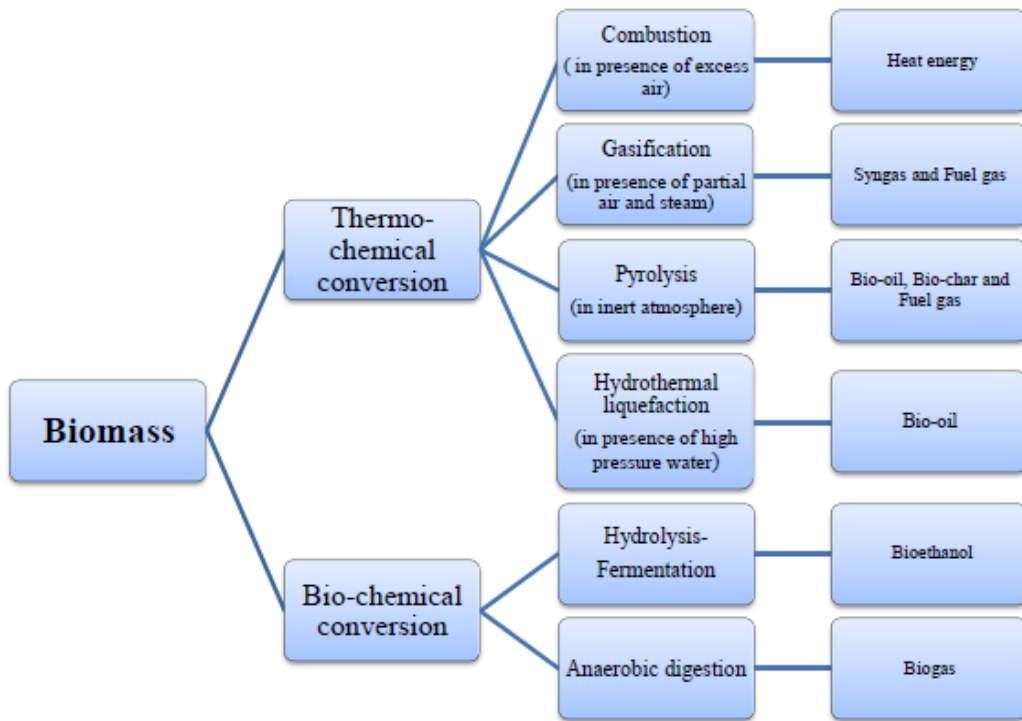 Combustion
( in presence of excess
air)
Heat energy
Gasification
(in presence of partial
air and steam)
Syngas and Fuel gas
Thermo-
chemical
conversion
Pyrolysis
(in inert atmosphere)
Bio-oil, Bio-char and
Fuel gas
Hydrothermal
liquefaction
(in presence of high
pressure water)
Bio-oil
Biomass
Hydrolysis-
Fermentation
Bioethanol
Bio-chemical
conversion
Anaerobic digestion
Biogas